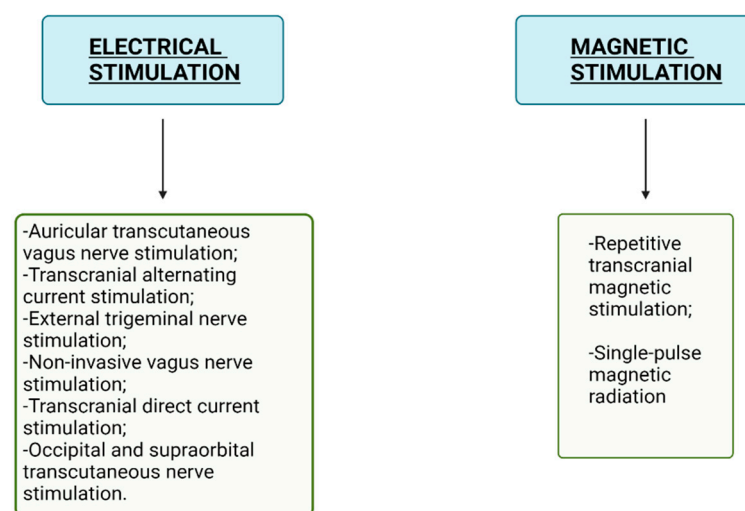 ELECTRICAL
STIMULATION
MAGNETIC
STIMULATION
-Auricular transcutaneous
vagus nerve stimulation;
-Transcranial alternating
current stimulation;
-External trigeminal nerve
stimulation;
-Non-invasive vagus nerve
stimulation;
-Transcranial direct current
stimulation;
-Occipital and supraorbital
transcutaneous nerve
stimulation.
-Repetitive
transcranial
magnetic
stimulation;
-Single-pulse
magnetic
radiation